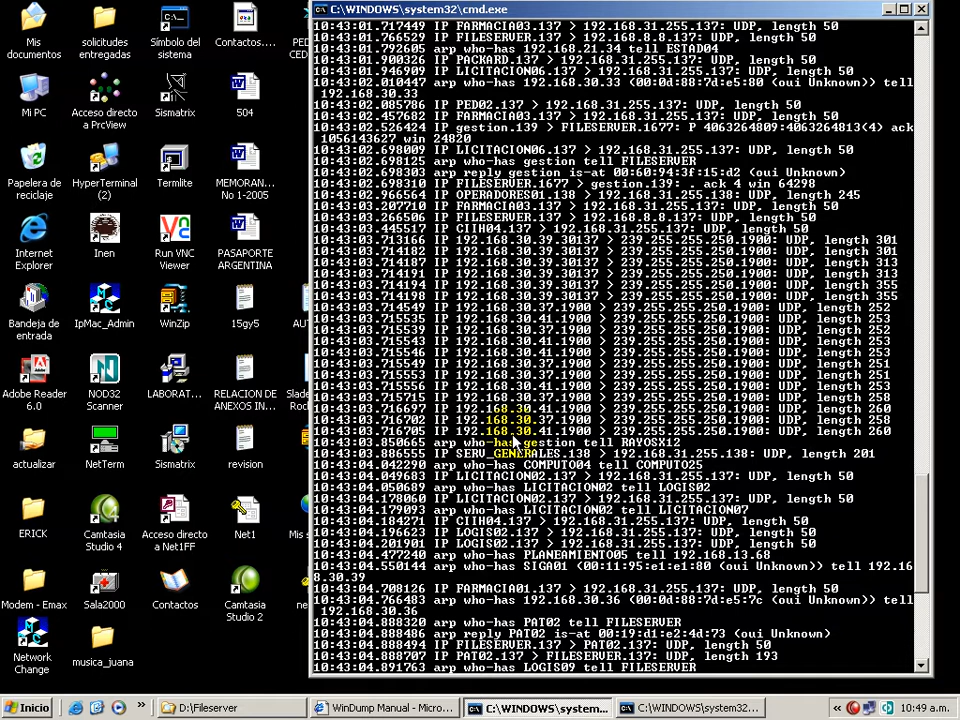 C:\WINDOWS\system32\cmd.exe
Mis documentos
solicitudes entregadas
Símbolo del sistema
Contactos....
Mi PC
Acceso directo a PrcView
Sismatrix
504
Papelera de reciclaje
HyperTerminal (2)
Termlite
MEMORAN... No 1-2005
Internet Explorer
Inen
Run VNC Viewer
PASAPORTE ARGENTINA
Bandeja de entrada
IpMac_Admin
WinZip
15gy5
Adobe Reader 6.0
NOD32 Scanner
LABORAT...
RELACION DE ANEXOS IN...
actualizar
NetTerm
Sismatrix
revision
ERICK
Camtasia Studio 4
Acceso directo a Net1FF
Net1
Modem - Emax
Sala2000
Contactos
Camtasia Studio 2
Network Change
musica_juana
10:43:01.717449 IP FARMACIA03.137 > 192.168.31.255.137: UDP, length 50
10:43:01.766529 IP FILESERVER.137 > 192.168.8.8.137: UDP, length 50
10:43:01.792605 arp who-has 192.168.21.34 tell ESTAD04
10:43:01.900326 IP PACKARD.137 > 192.168.31.255.137: UDP, length 50
10:43:01.946909 IP LICITACION06.137 > 192.168.31.255.137: UDP, length 50
10:43:02.010447 arp who-has 192.168.30.33 (00:0d:88:7d:e5:80 (oui Unknown)) tell
192.168.30.33
10:43:02.085786 IP PED02.137 > 192.168.31.255.137: UDP, length 50
10:43:02.457682 IP FARMACIA03.137 > 192.168.31.255.137: UDP, length 50
10:43:02.526424 IP gestion.139 > FILESERVER.1677: P 4063264809:4063264813(4) ack
1056143627 win 24820
10:43:02.698009 IP LICITACION06.137 > 192.168.31.255.137: UDP, length 50
10:43:02.698125 arp who-has gestion tell FILESERVER
10:43:02.698303 arp reply gestion is-at 00:60:94:3f:15:d2 (oui Unknown)
10:43:02.698310 IP FILESERVER.1677 > gestion.139: . ack 4 win 64298
10:43:02.966564 IP OPERADORES01.138 > 192.168.31.255.138: UDP, length 245
10:43:03.207710 IP FARMACIA03.137 > 192.168.31.255.137: UDP, length 50
10:43:03.266506 IP FILESERVER.137 > 192.168.8.8.137: UDP, length 50
10:43:03.445517 IP CIIH04.137 > 192.168.31.255.137: UDP, length 50
10:43:03.713166 IP 192.168.30.39.30137 > 239.255.255.250.1900: UDP, length 301
10:43:03.714182 IP 192.168.30.39.30137 > 239.255.255.250.1900: UDP, length 301
10:43:03.714187 IP 192.168.30.39.30137 > 239.255.255.250.1900: UDP, length 313
10:43:03.714191 IP 192.168.30.39.30137 > 239.255.255.250.1900: UDP, length 313
10:43:03.714194 IP 192.168.30.39.30137 > 239.255.255.250.1900: UDP, length 355
10:43:03.714198 IP 192.168.30.39.30137 > 239.255.255.250.1900: UDP, length 355
10:43:03.714549 IP 192.168.30.37.1900 > 239.255.255.250.1900: UDP, length 252
10:43:03.715535 IP 192.168.30.41.1900 > 239.255.255.250.1900: UDP, length 253
10:43:03.715539 IP 192.168.30.37.1900 > 239.255.255.250.1900: UDP, length 252
10:43:03.715543 IP 192.168.30.41.1900 > 239.255.255.250.1900: UDP, length 253
10:43:03.715546 IP 192.168.30.41.1900 > 239.255.255.250.1900: UDP, length 253
10:43:03.715549 IP 192.168.30.37.1900 > 239.255.255.250.1900: UDP, length 251
10:43:03.715553 IP 192.168.30.37.1900 > 239.255.255.250.1900: UDP, length 251
10:43:03.715556 IP 192.168.30.41.1900 > 239.255.255.250.1900: UDP, length 253
10:43:03.715715 IP 192.168.30.37.1900 > 239.255.255.250.1900: UDP, length 258
10:43:03.716697 IP 192.168.30.41.1900 > 239.255.255.250.1900: UDP, length 260
10:43:03.716702 IP 192.168.30.37.1900 > 239.255.255.250.1900: UDP, length 258
10:43:03.716705 IP 192.168.30.41.1900 > 239.255.255.250.1900: UDP, length 260
10:43:03.850665 arp who-has gestion tell RAYOSX12
10:43:03.886555 IP SERU_GENERALES.138 > 192.168.31.255.138: UDP, length 201
10:43:04.042290 arp who-has COMPUTO04 tell COMPUTO25
10:43:04.049683 IP LICITACION02.137 > 192.168.31.255.137: UDP, length 50
10:43:04.050689 arp who-has LICITACION02 tell LOGIS02
10:43:04.178060 IP LICITACION02.137 > 192.168.31.255.137: UDP, length 50
10:43:04.179093 arp who-has LICITACION02 tell LICITACION07
10:43:04.184271 IP CIIH04.137 > 192.168.31.255.137: UDP, length 50
10:43:04.196623 IP LOGIS02.137 > 192.168.31.255.137: UDP, length 50
10:43:04.201901 IP LOGIS02.137 > 192.168.31.255.137: UDP, length 50
10:43:04.477240 arp who-has PLANEAMIENTO05 tell 192.168.13.68
10:43:04.550144 arp who-has SIGA01 (00:11:95:e1:e1:80 (oui Unknown)) tell 192.16
8.30.39
10:43:04.708126 IP FARMACIA01.137 > 192.168.31.255.137: UDP, length 50
10:43:04.766483 arp who-has 192.168.30.36 (00:0d:88:7d:e5:7c (oui Unknown)) tell
192.168.30.36
10:43:04.888320 arp who-has PAT02 tell FILESERVER
10:43:04.888486 arp reply PAT02 is-at 00:19:d1:e2:4d:73 (oui Unknown)
10:43:04.888494 IP FILESERVER.137 > PAT02.137: UDP, length 50
10:43:04.888707 IP PAT02.137 > FILESERVER.137: UDP, length 193
10:43:04.891763 arp who-has LOGIS09 tell FILESERVER
Inicio
»
D:\Fileserver
WinDump Manual - Micro...
C:\WINDOWS\system...
C:\WINDOWS\system32...
«
10:49 a.m.